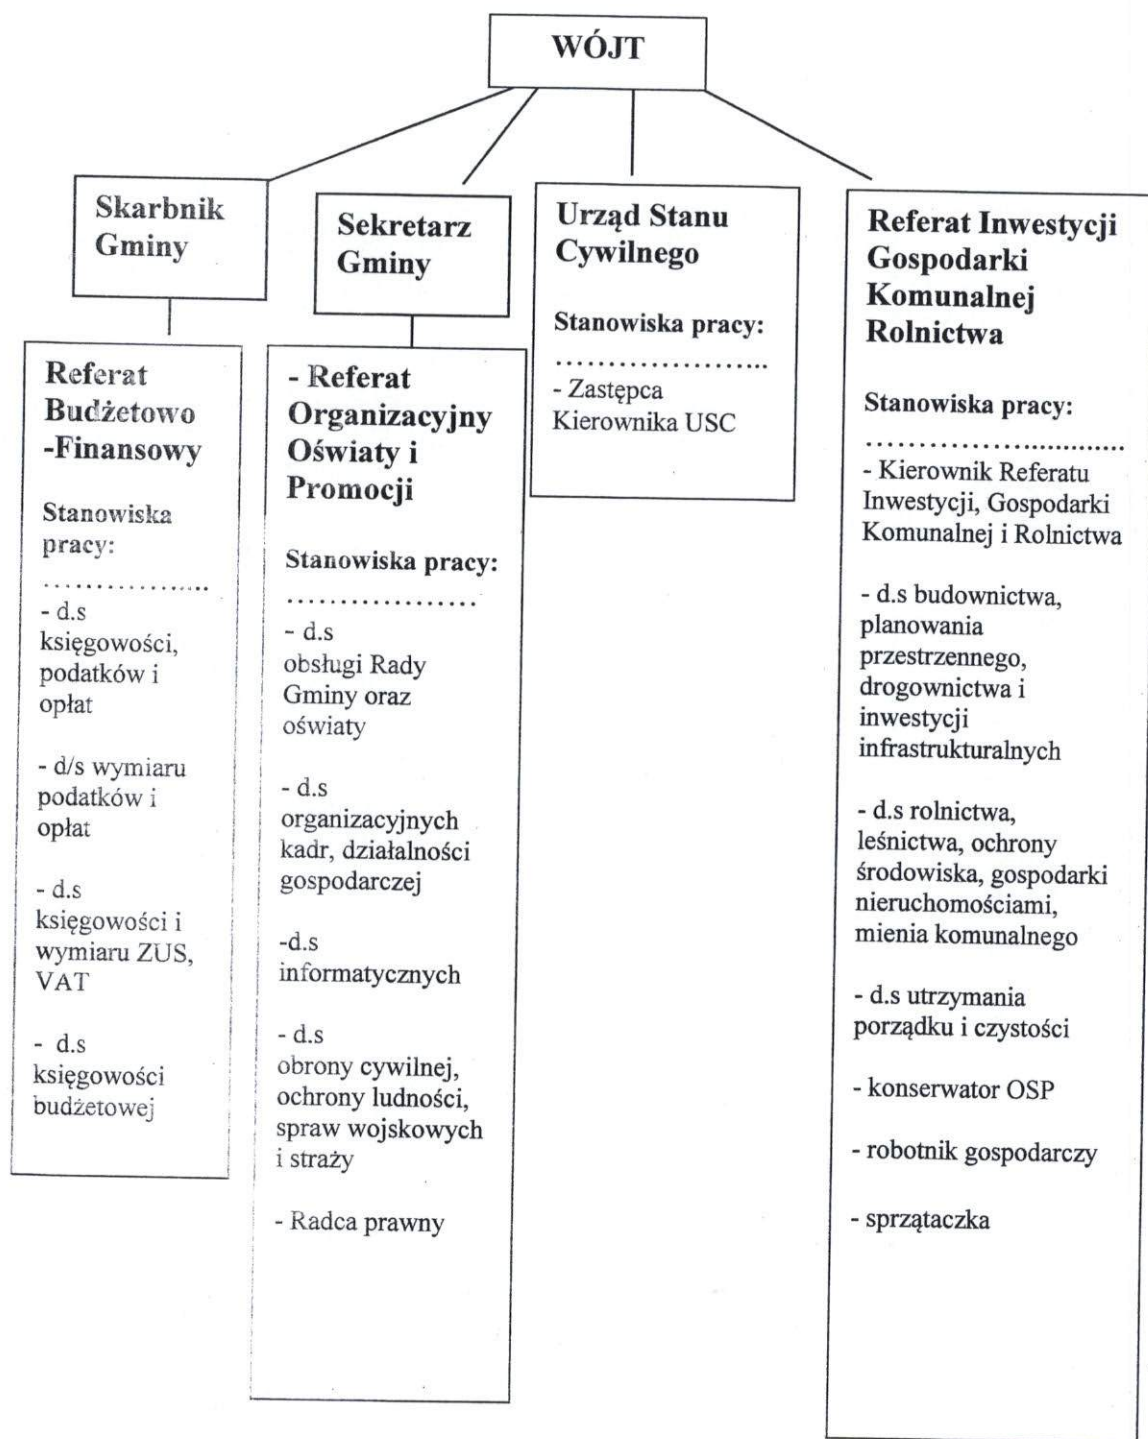 WÓJT
Skarbnik
Gminy
Sekretarz
Gminy
Urząd Stanu
Cywilnego
Stanowiska pracy:
......................
- Zastępca
Kierownika USC
Referat Inwestycji
Gospodarki
Komunalnej
Rolnictwa
Stanowiska pracy:
..............................
- Kierownik Referatu
Inwestycji, Gospodarki
Komunalnej i Rolnictwa
- d.s budownictwa,
planowania
przestrzennego,
drogownictwa i
inwestycji
infrastrukturalnych
- d.s rolnictwa,
leśnictwa, ochrony
środowiska, gospodarki
nieruchomościami,
mienia komunalnego
- d.s utrzymania
porządku i czystości
- konserwator OSP
- robotnik gospodarczy
- sprzątaczka
Referat
Budżetowo
-Finansowy
Stanowiska
pracy:
...................
- d.s
księgowości,
podatków i
opłat
- d/s wymiaru
podatków i
opłat
- d.s
księgowości i
wymiaru ZUS,
VAT
- d.s
księgowości
budżetowej
- Referat
Organizacyjny
Oświaty i
Promocji
Stanowiska pracy:
...................
- d.s
obsługi Rady
Gminy oraz
oświaty
- d.s
organizacyjnych
kadr, działalności
gospodarczej
-d.s
informatycznych
- d.s
obrony cywilnej,
ochrony ludności,
spraw wojskowych
i straży
- Radca prawny